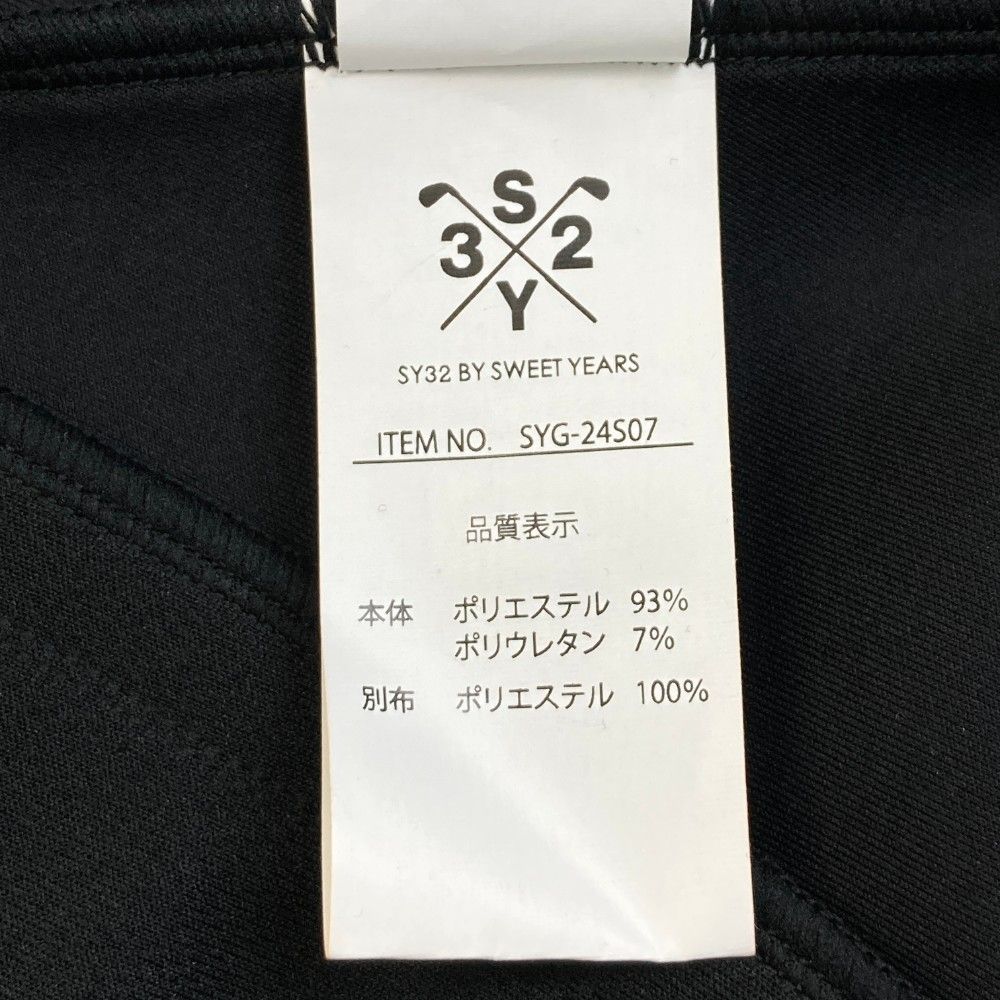 S
3 2
Y
SY32 BY SWEET YEARS
ITEM NO. SYG-24S07
品質表示
本体 ポリエステル 93%
ポリウレタン 7%
別布 ポリエステル 100%